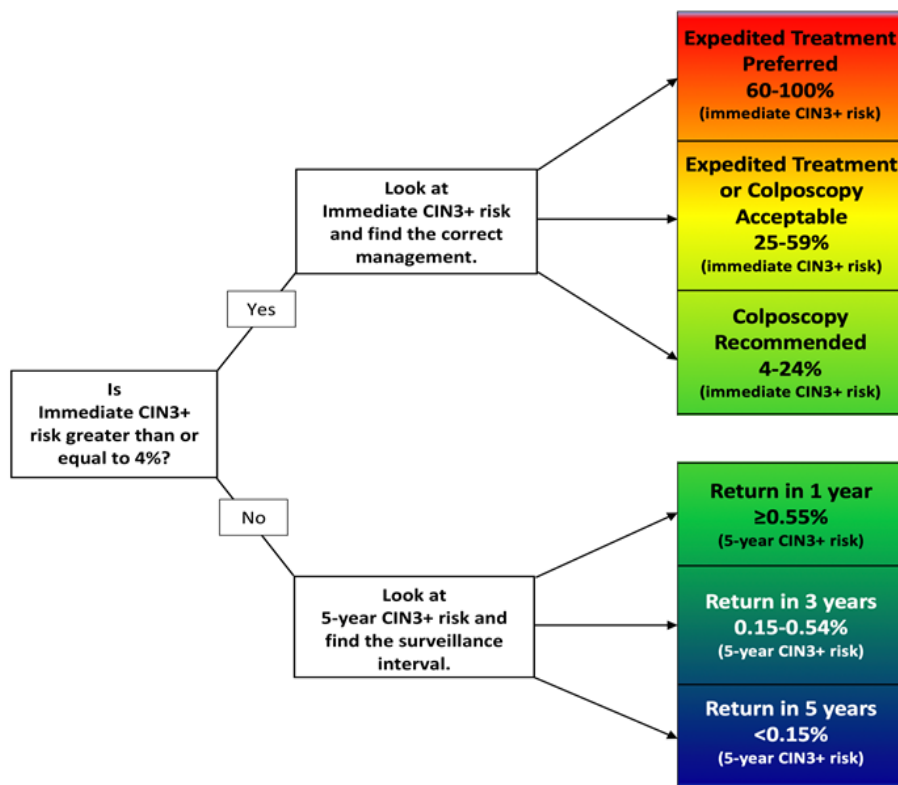 Expedited Treatment
Preferred
60-100%
(immediate CIN3+ risk)
Expedited Treatment
or Colposcopy
Acceptable
25-59%
(immediate CIN3+ risk)
Look at
Immediate CIN3+ risk
and find the correct
management.
Colposcopy
Recommended
4-24%
(immediate CIN3+ risk)
Yes
Is
Immediate CIN3+
risk greater than or
equal to 4%?
No
Return in 1 year
≥0.55%
(5-year CIN3+ risk)
Look at
5-year CIN3+ risk and
find the surveillance
interval.
Return in 3 years
0.15-0.54%
(5-year CIN3+ risk)
Return in 5 years
<0.15%
(5-year CIN3+ risk)